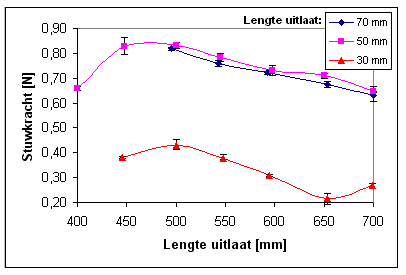 Lengte uitlaat:
70 mm
50 mm
30 mm
Stuwkracht [N]
0,90
0,80
0,70
0,60
0,50
0,40
0,30
0,20
400 450 500 550 600 650 700
Lengte uitlaat [mm]